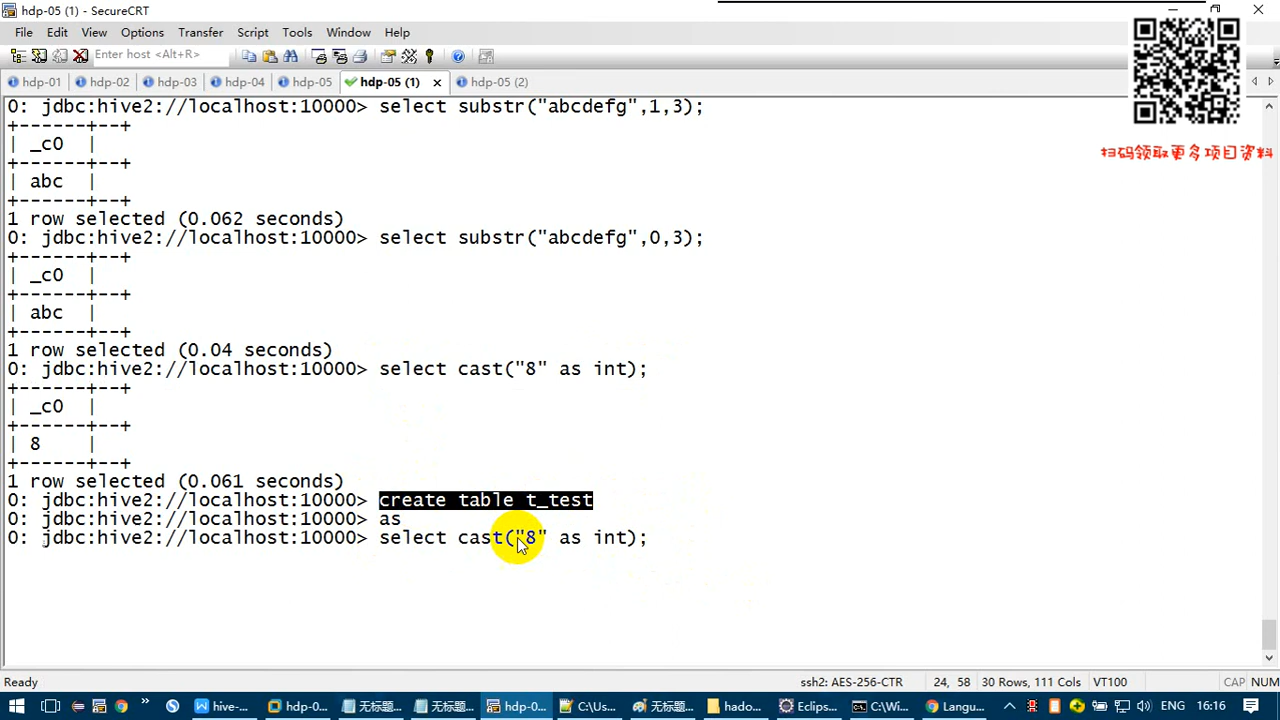 hdp-05 (1) - SecureCRT
File Edit View Options Transfer Script Tools Window Help
Enter host <Alt+R>
hdp-01 hdp-02 hdp-03 hdp-04 hdp-05 hdp-05 (1) hdp-05 (2)
扫码领取更多项目资料
0: jdbc:hive2://localhost:10000> select substr("abcdefg",1,3);
+------+--+
| _c0 |
+------+--+
| abc |
+------+--+
1 row selected (0.062 seconds)
0: jdbc:hive2://localhost:10000> select substr("abcdefg",0,3);
+------+--+
| _c0 |
+------+--+
| abc |
+------+--+
1 row selected (0.04 seconds)
0: jdbc:hive2://localhost:10000> select cast("8" as int);
+------+--+
| _c0 |
+------+--+
| 8 |
+------+--+
1 row selected (0.061 seconds)
0: jdbc:hive2://localhost:10000> create table t_test
0: jdbc:hive2://localhost:10000> as
0: jdbc:hive2://localhost:10000> select cast("8" as int);
Ready ssh2: AES-256-CTR 24, 58 30 Rows, 111 Cols VT100 CAP NUM
hive-... hdp-0... 无标题... 无标题... hdp-0... C:\Us... 无标题... hado... Eclips... C:\Wi... Langu... ENG 16:16